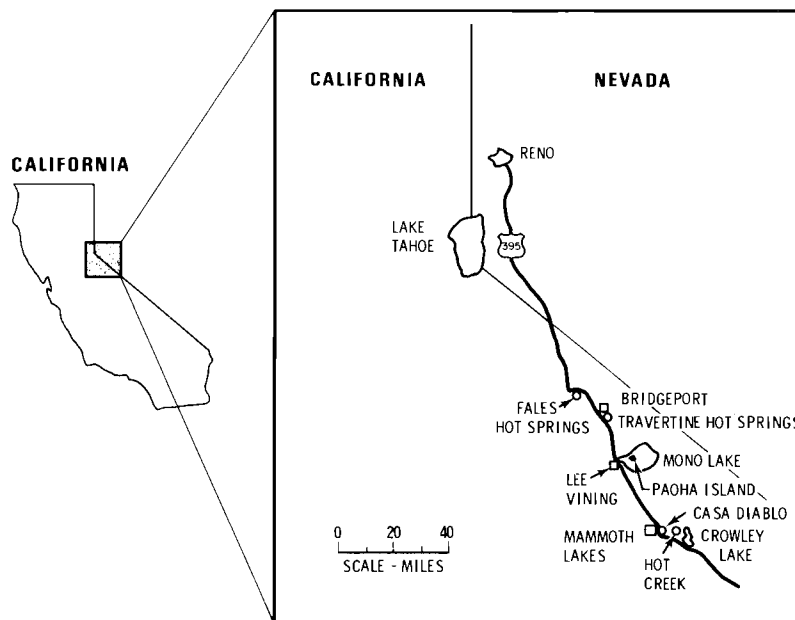 CALIFORNIA
CALIFORNIA
NEVADA
RENO
LAKE
TAHOE
395
FALES
HOT SPRINGS
BRIDGEPORT
TRAVERTINE HOT SPRINGS
MONO LAKE
LEE
VINING
PAOHA ISLAND
CASA DIABLO
MAMMOTH
LAKES
CROWLEY
LAKE
HOT
CREEK
0 20 40
SCALE - MILES